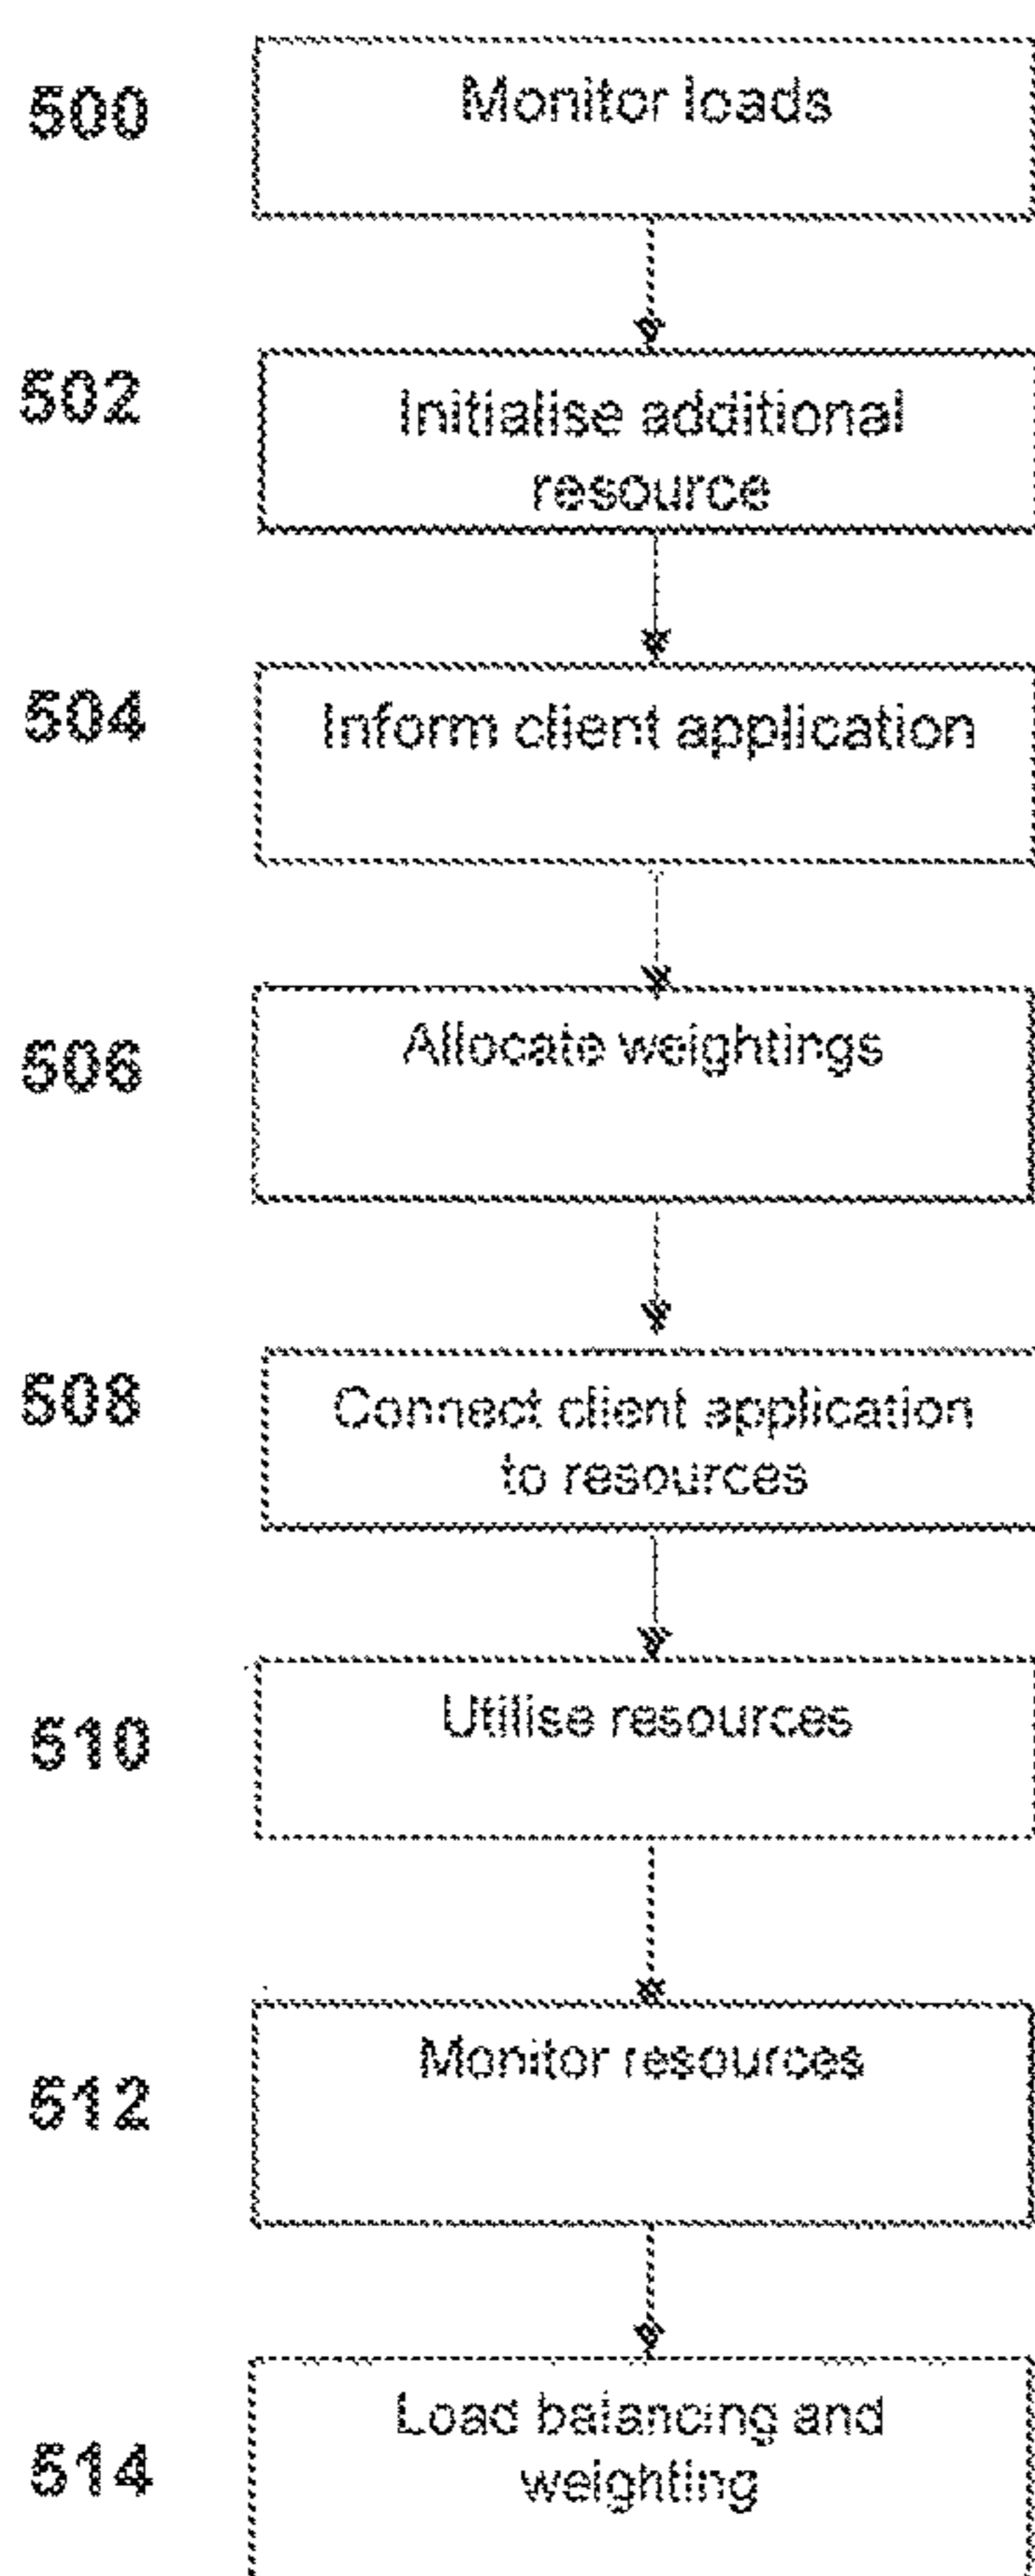 500
Monitor loads
502
Initialise additional
resource
504
Inform client application
506
Allocate weightings
508
Connect client application
to resources
510
Utilise resources
512
Monitor resources
514
Load balancing and
weighting